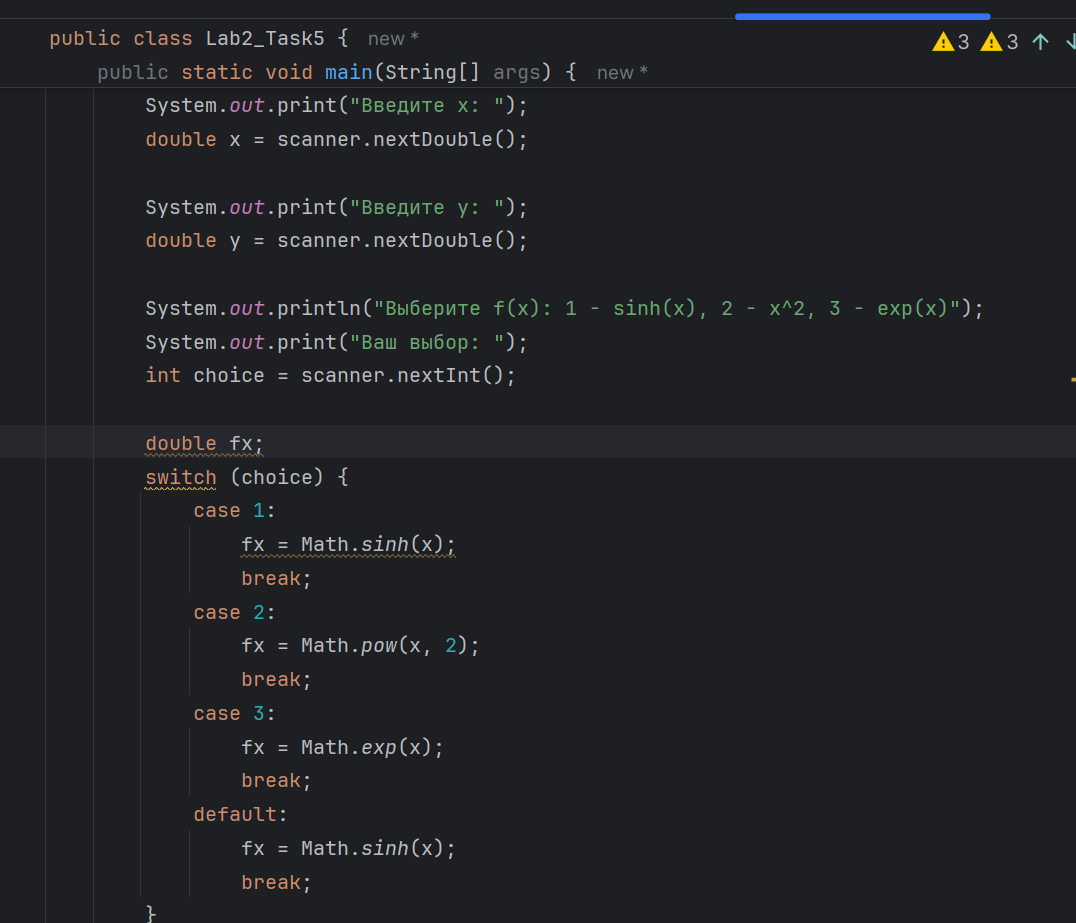 public class Lab2_Task5 { new *
3 3
public static void main(String[] args) { new *
System.out.print("Введите x: ");
double x = scanner.nextDouble();
System.out.print("Введите y: ");
double y = scanner.nextDouble();
System.out.println("Выберите f(x): 1 - sinh(x), 2 - x^2, 3 - exp(x)");
System.out.print("Ваш выбор: ");
int choice = scanner.nextInt();
double fx;
switch (choice) {
case 1:
fx = Math.sinh(x);
break;
case 2:
fx = Math.pow(x, 2);
break;
case 3:
fx = Math.exp(x);
break;
default:
fx = Math.sinh(x);
break;
}